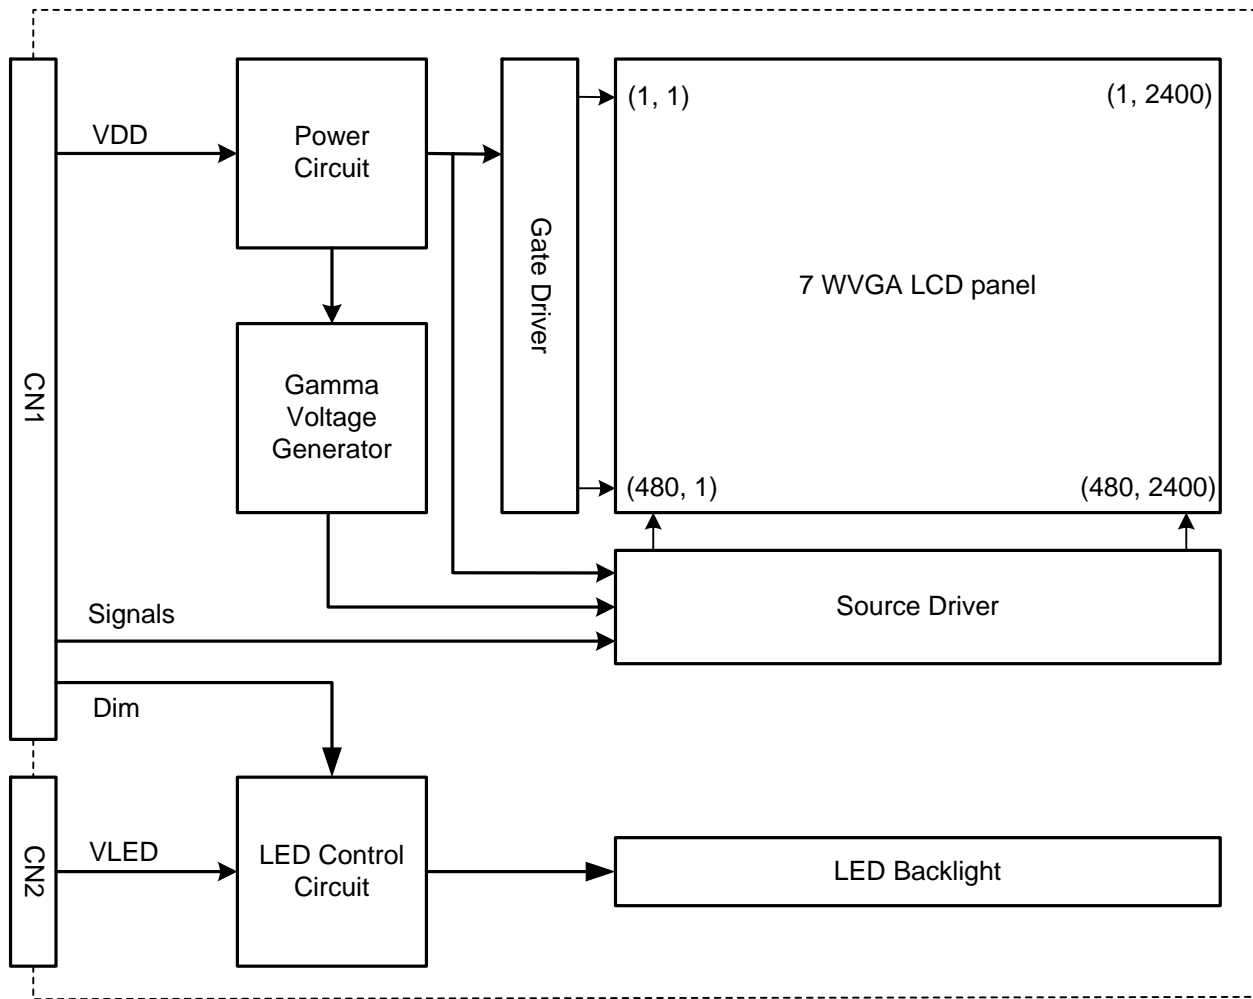 CN1
VDD
Power
Circuit
Gate Driver
(1, 1)
(1, 2400)
7 WVGA LCD panel
(480, 1)
(480, 2400)
Gamma
Voltage
Generator
Signals
Source Driver
Dim
CN2
VLED
LED Control
Circuit
LED Backlight